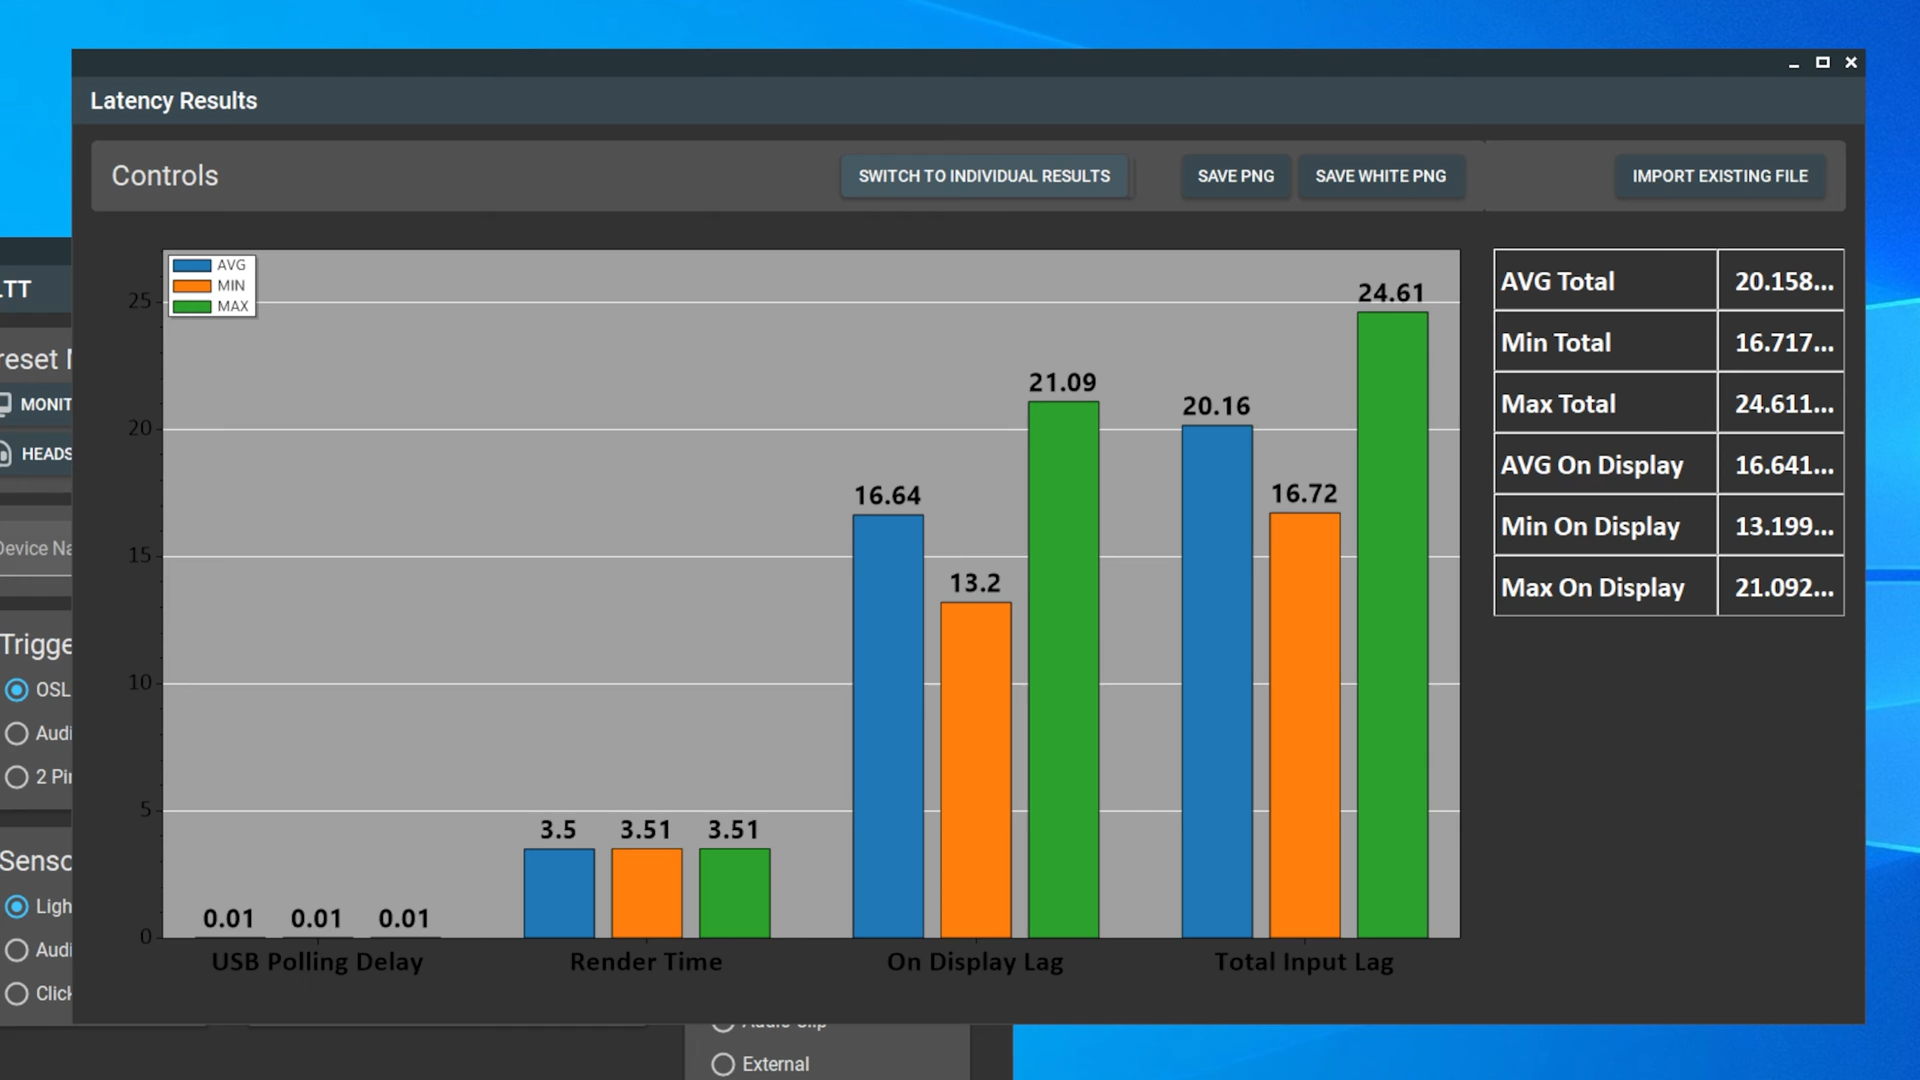 Latency Results
Controls
SWITCH TO INDIVIDUAL RESULTS
SAVE PNG
SAVE WHITE PNG
IMPORT EXISTING FILE
AVG
MIN
MAX
25
20
15
10
5
0
0.01 0.01 0.01
3.5 3.51 3.51
16.64
13.2
21.09
20.16
16.72
24.61
USB Polling Delay
Render Time
On Display Lag
Total Input Lag
AVG Total 20.158...
Min Total 16.717...
Max Total 24.611...
AVG On Display 16.641...
Min On Display 13.199...
Max On Display 21.092...
LTT
reset
MONIT
HEADS
Device Na
Trigge
OSL
Audi
2 Pin
Senso
Ligh
Audi
Click
External